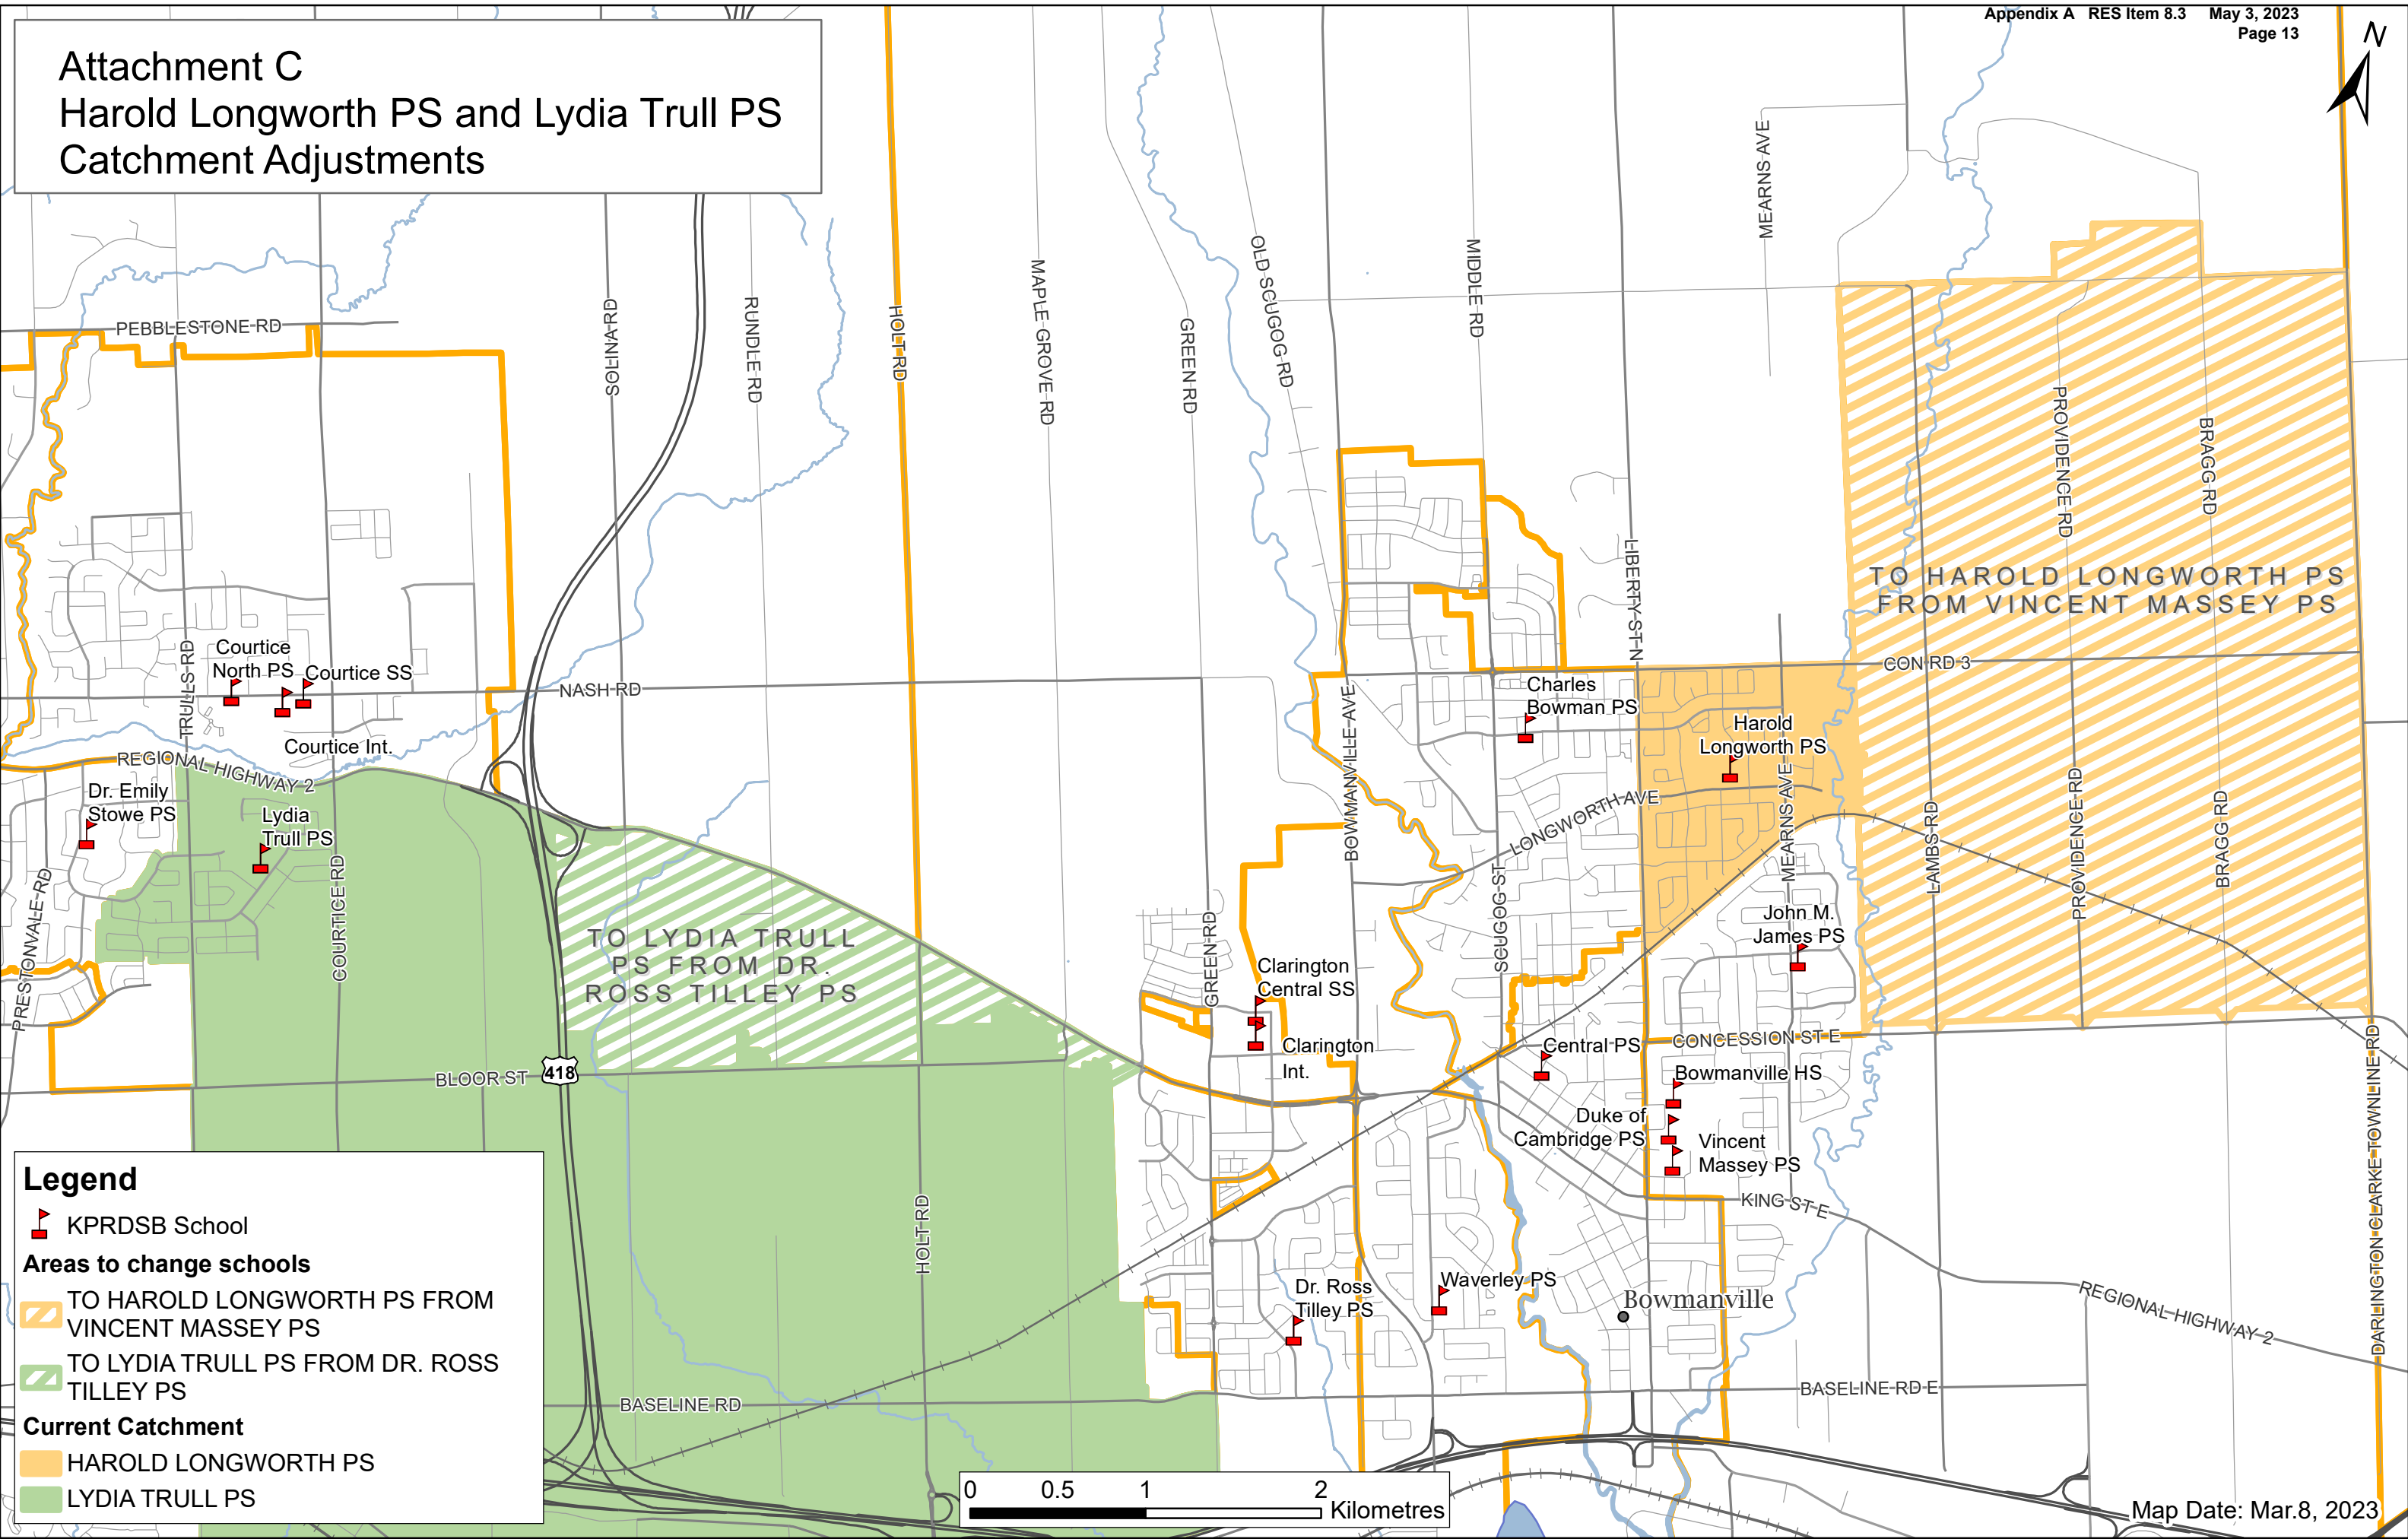 Appendix A   RES Item 8.3     May 3, 2023
Page 13
N
Attachment C
Harold Longworth PS and Lydia Trull PS
Catchment Adjustments
MEARNS AVE
PEBBLESTONE RD
SOLINA RD
RUNDLE RD
HOLT RD
MAPLE GROVE RD
GREEN RD
OLD SCUGOG RD
MIDDLE RD
LIBERTY ST N
PROVIDENCE RD
BRAGG RD
TO HAROLD LONGWORTH PS
FROM VINCENT MASSEY PS
CON RD 3
NASH RD
TRULLS RD
Courtice
North PS
Courtice SS
Courtice Int.
REGIONAL HIGHWAY 2
Dr. Emily
Stowe PS
Lydia
Trull PS
PRESTONVALE RD
COURTICE RD
TO LYDIA TRULL
PS FROM DR.
ROSS TILLEY PS
BLOOR ST
418
Charles
Bowman PS
Harold
Longworth PS
BOWMANVILLE AVE
LONGWORTH AVE
MEARNS AVE
SCUGOG ST
LAMBS RD
PROVIDENCE RD
BRAGG RD
John M.
James PS
GREEN RD
Clarington
Central SS
Clarington
Int.
Central PS
CONCESSION ST E
Bowmanville HS
Duke of
Cambridge PS
Vincent
Massey PS
KING ST E
DARLINGTON CLARKE TOWNLINE RD
HOLT RD
Dr. Ross
Tilley PS
Waverley PS
Bowmanville
REGIONAL HIGHWAY 2
BASELINE RD
BASELINE RD E
Legend
KPRDSB School
Areas to change schools
TO HAROLD LONGWORTH PS FROM
VINCENT MASSEY PS
TO LYDIA TRULL PS FROM DR. ROSS
TILLEY PS
Current Catchment
HAROLD LONGWORTH PS
LYDIA TRULL PS
0 0.5 1 2
Kilometres
Map Date: Mar.8, 2023